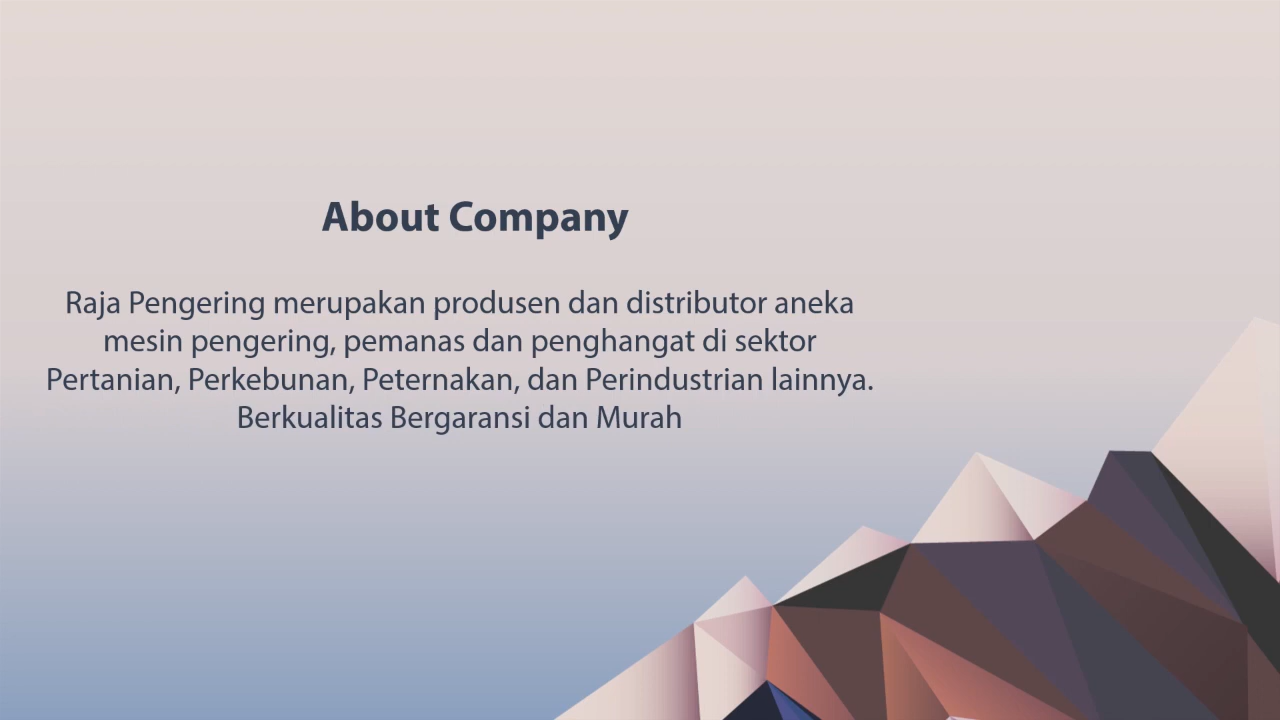 About Company
Raja Pengering merupakan produsen dan distributor aneka
mesin pengering, pemanas dan penghangat di sektor
Pertanian, Perkebunan, Peternakan, dan Perindustrian lainnya.
Berkualitas Bergaransi dan Murah